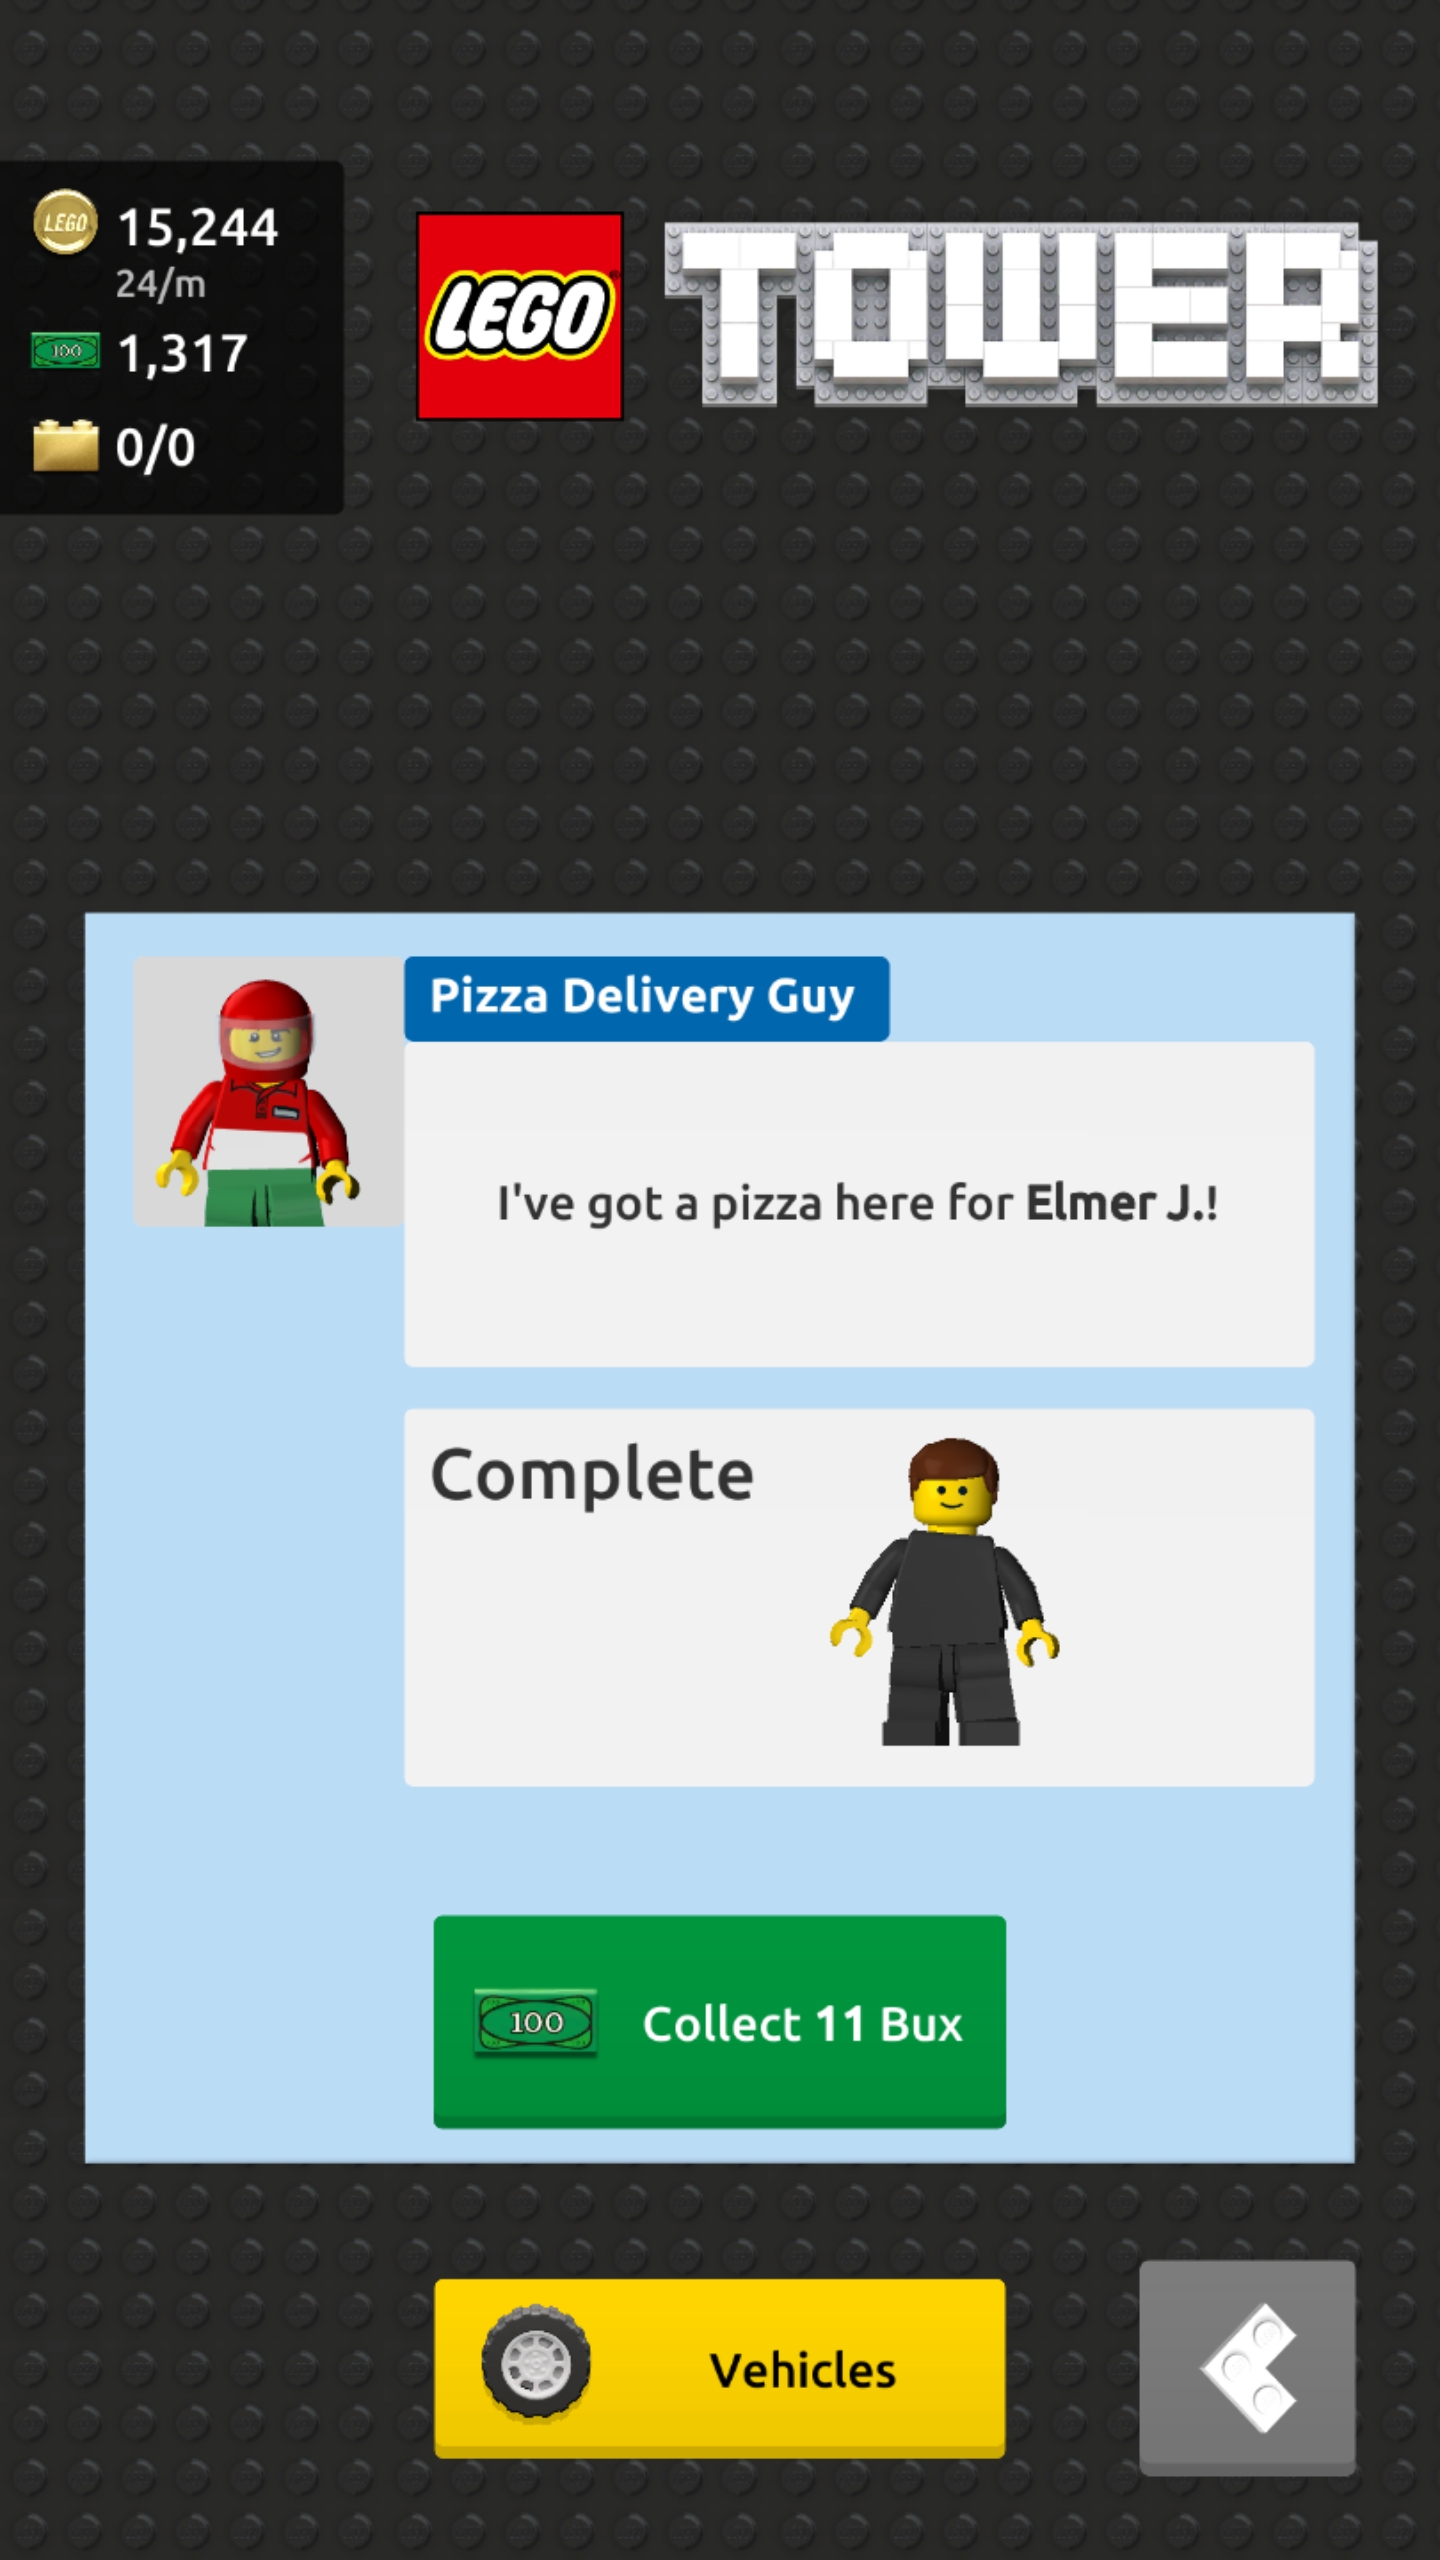 LEGO
15,244
24/m
100
1,317
0/0
LEGO
®
TOWER
Pizza Delivery Guy
I've got a pizza here for Elmer J.!
Complete
100
Collect 11 Bux
Vehicles